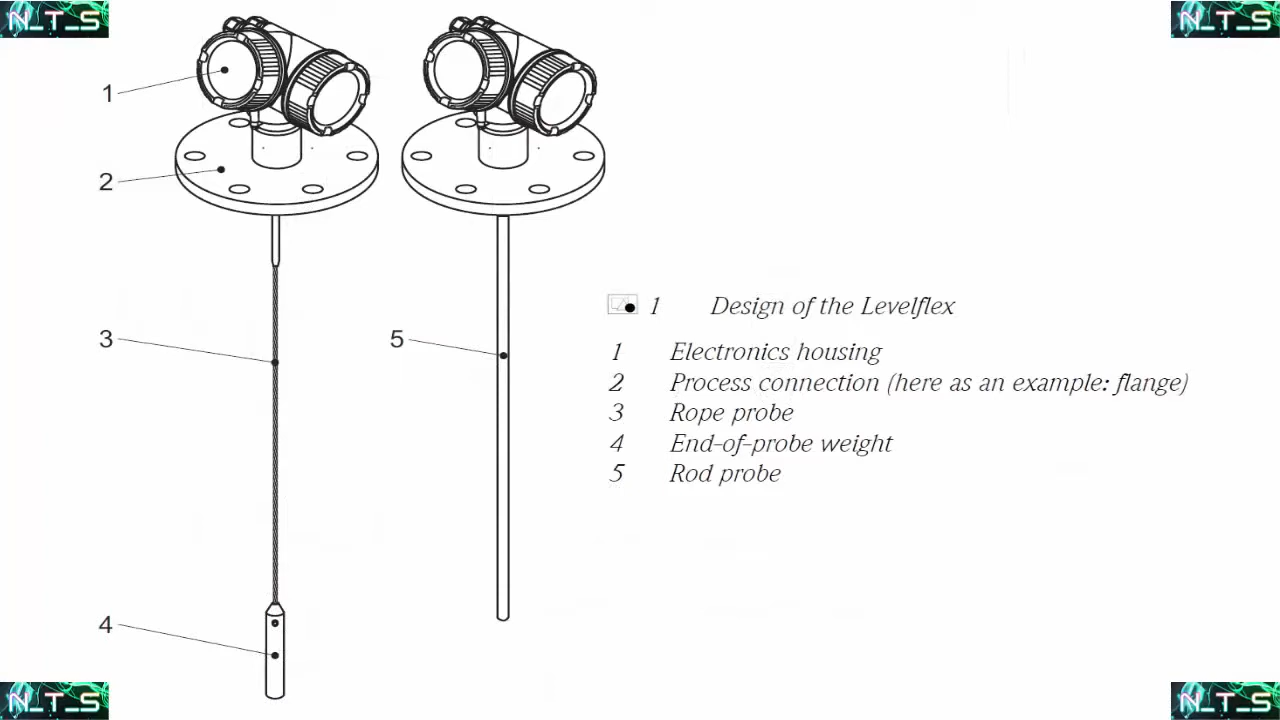 N_T_S
N_T_S
1
2
3
5
4
1 Design of the Levelflex
1 Electronics housing
2 Process connection (here as an example: flange)
3 Rope probe
4 End-of-probe weight
5 Rod probe
N_T_S
N_T_S